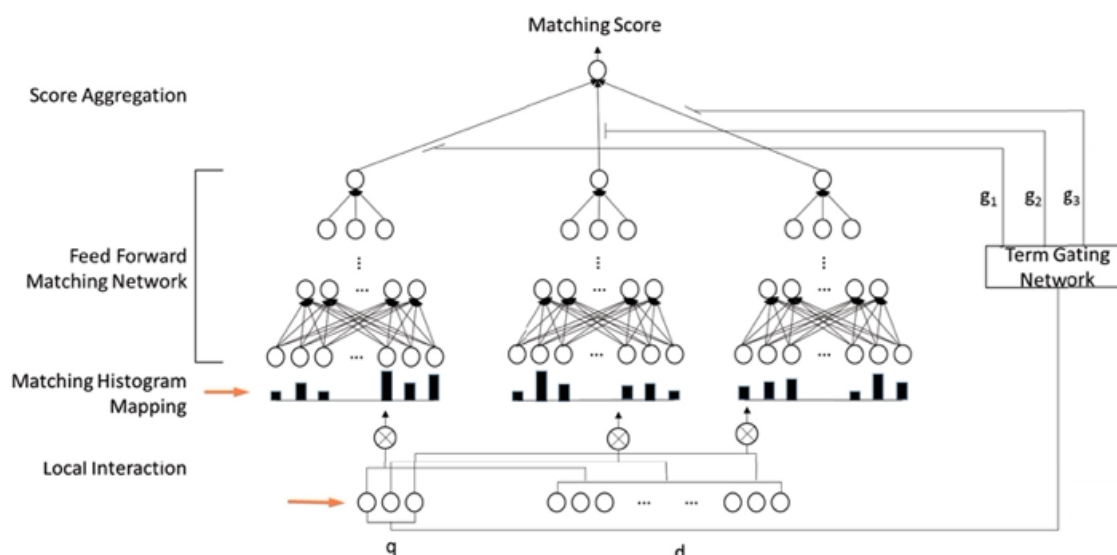 Matching Score
Score Aggregation
g₁ g₂ g₃
Feed Forward
Matching Network
Term Gating
Network
Matching Histogram
Mapping
Local Interaction
q d